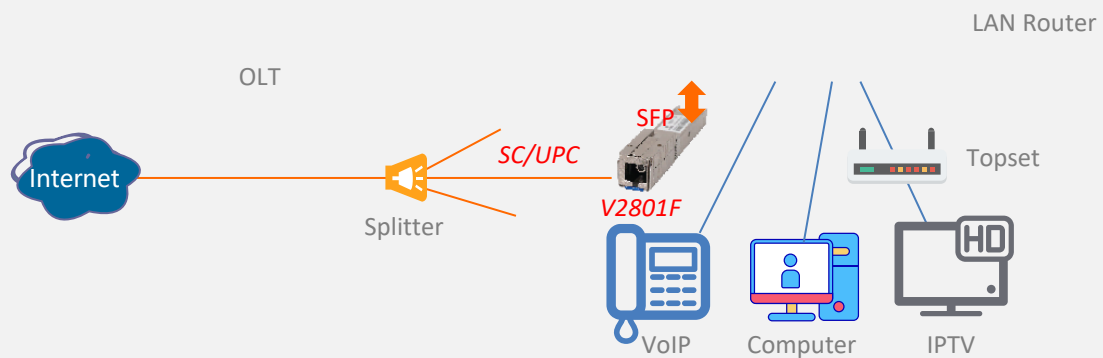 LAN Router
OLT
SFP
SC/UPC
Topset
Internet
V2801F
Splitter
HD
VoIP
Computer
IPTV